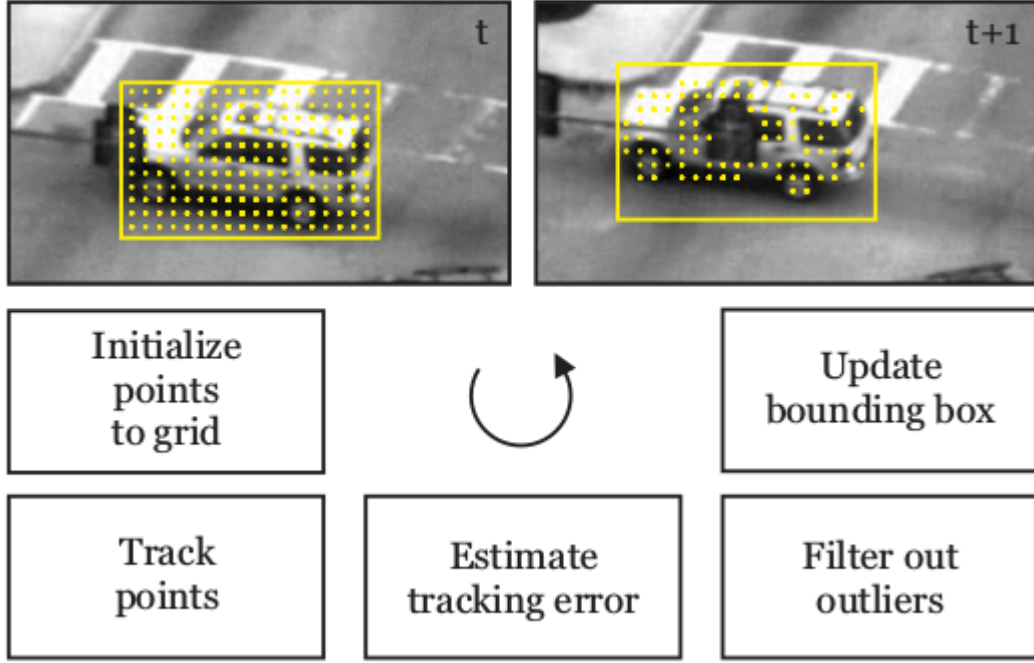 t
t+1
Initialize
points
to grid
Update
bounding box
Track
points
Estimate
tracking error
Filter out
outliers